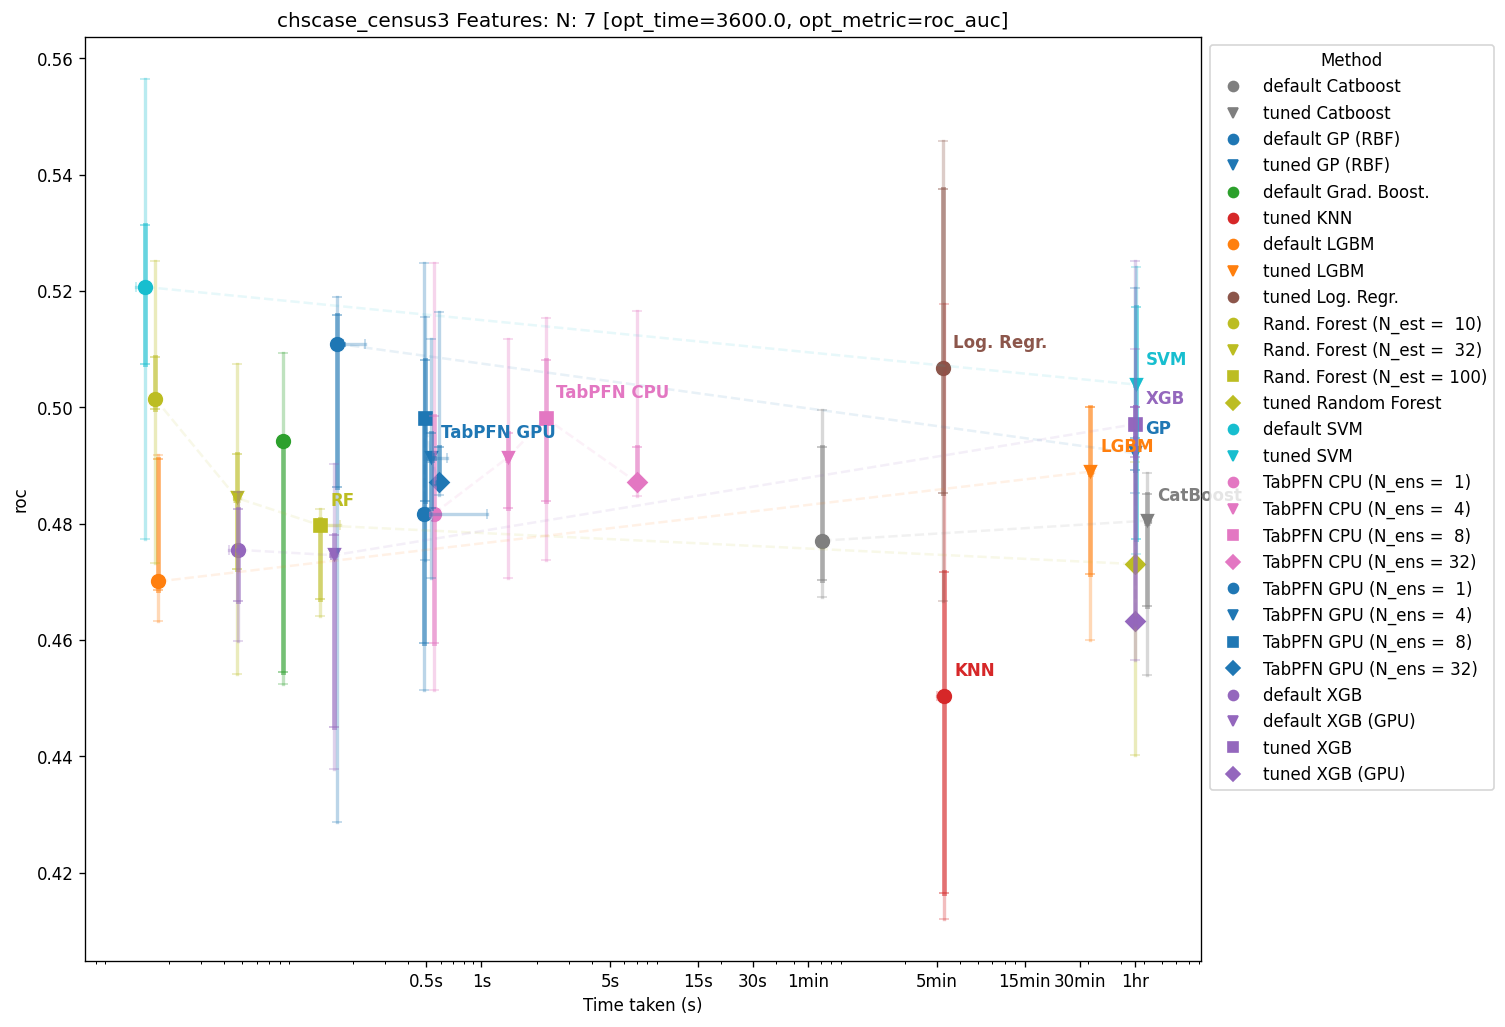 chscase_census3 Features: N: 7 [opt_time=3600.0, opt_metric=roc_auc]
roc
0.56
0.54
0.52
0.50
0.48
0.46
0.44
0.42
SVM
XGB
GP
LGBM
CatBoost
Log. Regr.
KNN
TabPFN CPU
TabPFN GPU
RF
0.5s
1s
5s
15s
30s
1min
5min
15min
30min
1hr
Time taken (s)
Method
default Catboost
tuned Catboost
default GP (RBF)
tuned GP (RBF)
default Grad. Boost.
tuned KNN
default LGBM
tuned LGBM
tuned Log. Regr.
Rand. Forest (N_est =  10)
Rand. Forest (N_est =  32)
Rand. Forest (N_est = 100)
tuned Random Forest
default SVM
tuned SVM
TabPFN CPU (N_ens =  1)
TabPFN CPU (N_ens =  4)
TabPFN CPU (N_ens =  8)
TabPFN CPU (N_ens = 32)
TabPFN GPU (N_ens =  1)
TabPFN GPU (N_ens =  4)
TabPFN GPU (N_ens =  8)
TabPFN GPU (N_ens = 32)
default XGB
default XGB (GPU)
tuned XGB
tuned XGB (GPU)